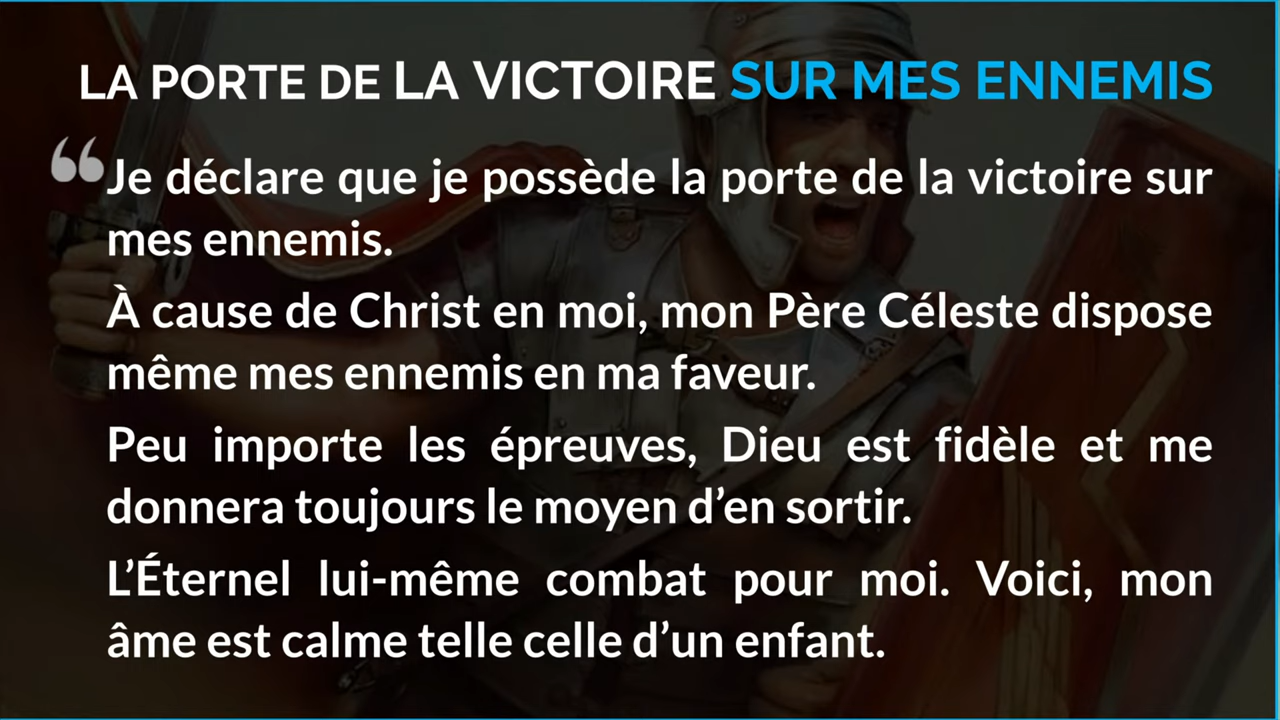 LA PORTE DE LA VICTOIRE SUR MES ENNEMIS
“Je déclare que je possède la porte de la victoire sur
mes ennemis.
À cause de Christ en moi, mon Père Céleste dispose
même mes ennemis en ma faveur.
Peu importe les épreuves, Dieu est fidèle et me
donnera toujours le moyen d’en sortir.
L’Éternel lui-même combat pour moi. Voici, mon
âme est calme telle celle d’un enfant.